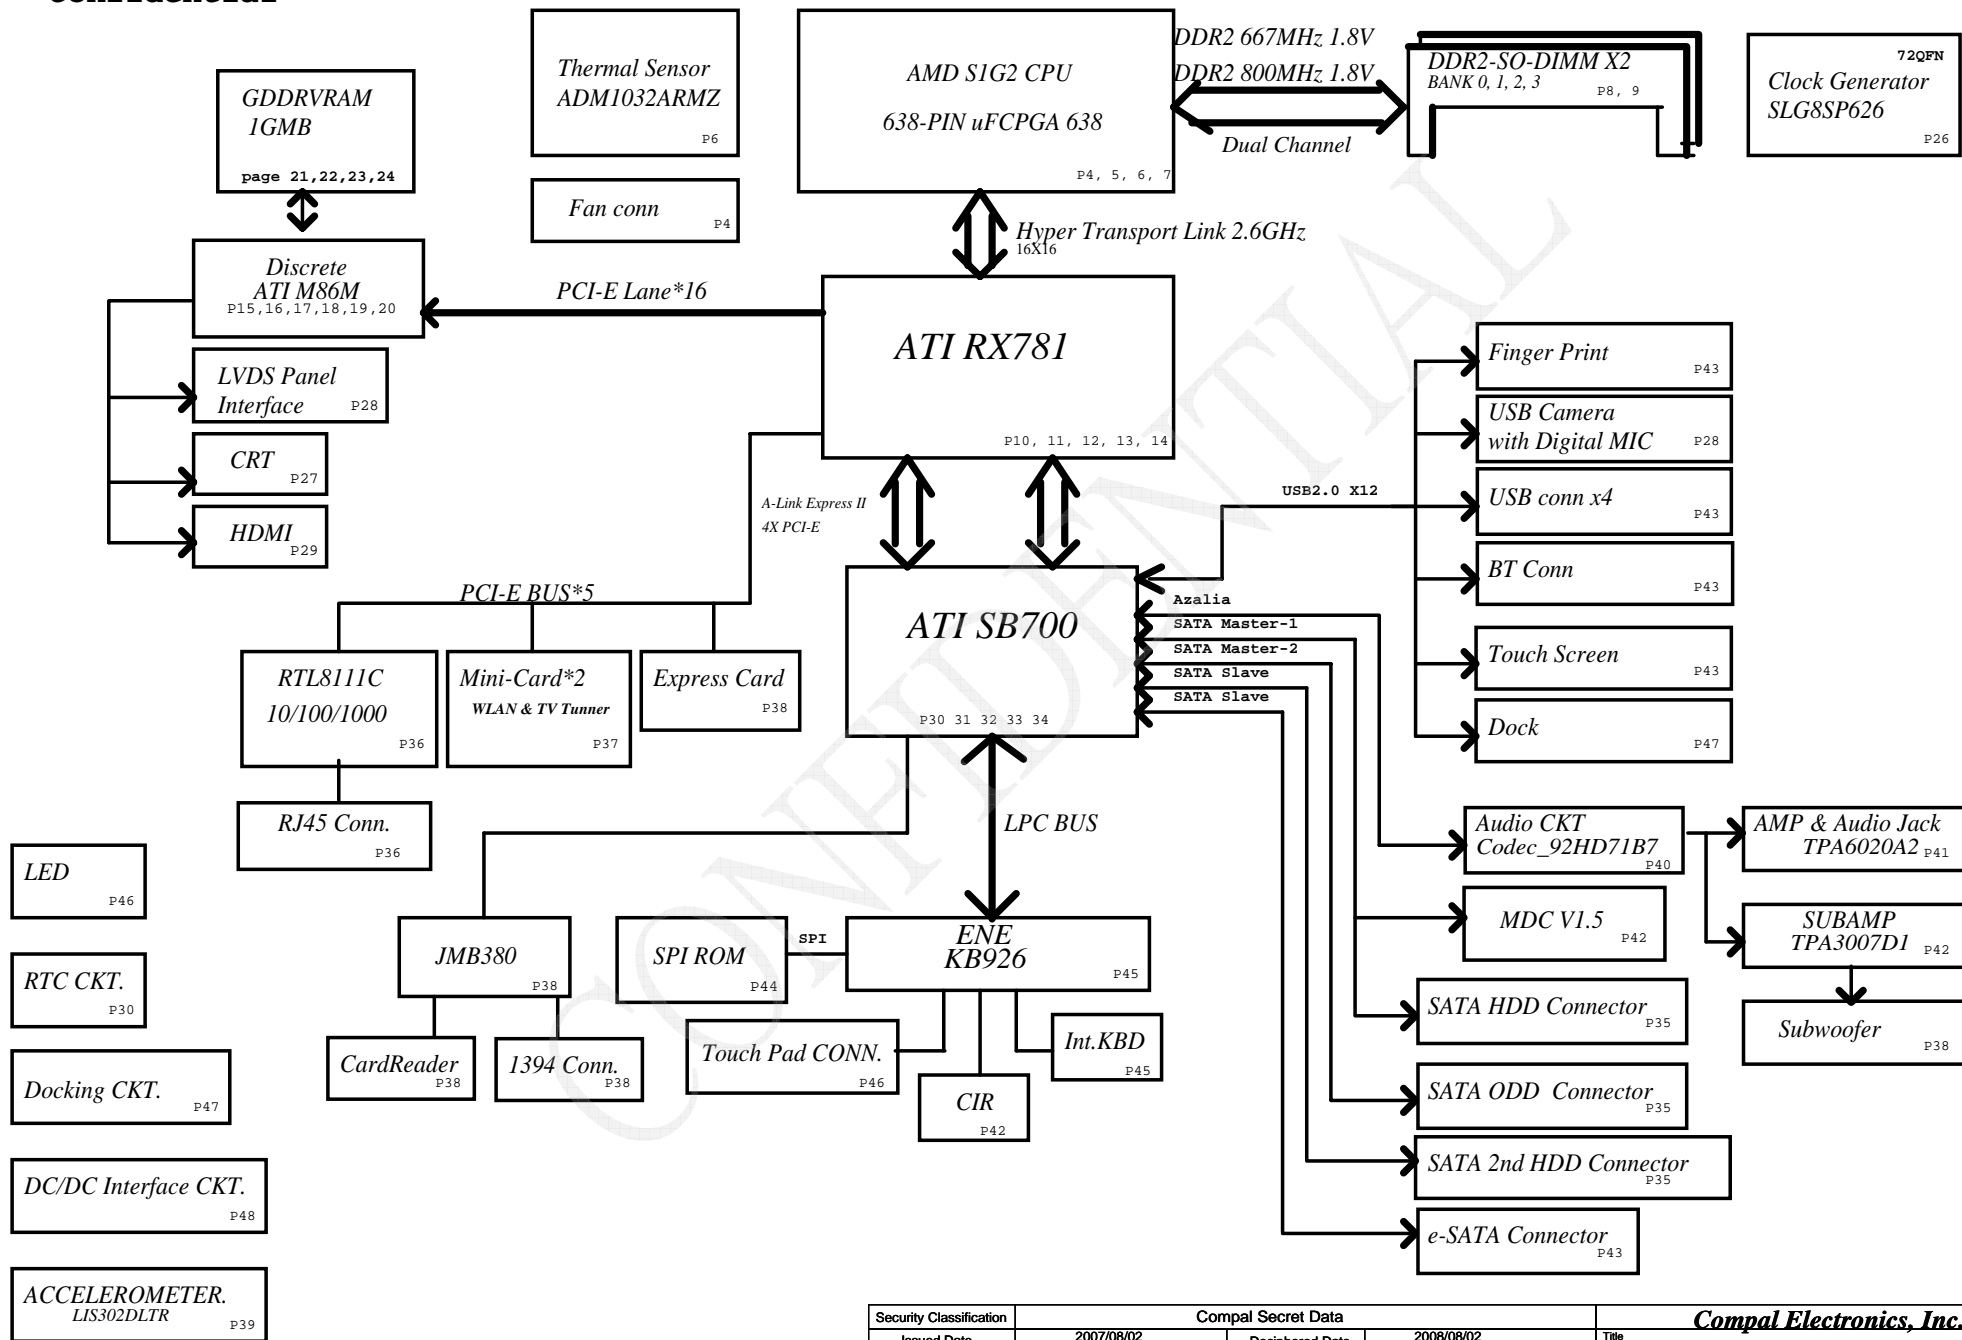 GDDRVRAM
1GMB
page 21,22,23,24
Thermal Sensor
ADM1032ARMZ
P6
Fan conn
P4
AMD S1G2 CPU
638-PIN uFCPGA 638
P4, 5, 6, 7
DDR2 667MHz 1.8V
DDR2 800MHz 1.8V
Dual Channel
DDR2-SO-DIMM X2
BANK 0, 1, 2, 3
P8, 9
72QFN
Clock Generator
SLG8SP626
P26
Hyper Transport Link 2.6GHz
16X16
Discrete
ATI M86M
P15,16,17,18,19,20
PCI-E Lane*16
ATI RX781
P10, 11, 12, 13, 14
LVDS Panel
Interface
P28
CRT
P27
HDMI
P29
A-Link Express II
4X PCI-E
USB2.0 X12
Finger Print
P43
USB Camera
with Digital MIC
P28
USB conn x4
P43
BT Conn
P43
Touch Screen
P43
Dock
P47
PCI-E BUS*5
ATI SB700
P30 31 32 33 34
Azalia
SATA Master-1
SATA Master-2
SATA Slave
SATA Slave
RTL8111C
10/100/1000
P36
Mini-Card*2
WLAN & TV Tunner
P37
Express Card
P38
RJ45 Conn.
P36
LPC BUS
Audio CKT
Codec_92HD71B7
P40
AMP & Audio Jack
TPA6020A2
P41
MDC V1.5
P42
SUBAMP
TPA3007D1
P42
Subwoofer
P38
LED
P46
RTC CKT.
P30
Docking CKT.
P47
DC/DC Interface CKT.
P48
ACCELEROMETER.
LIS302DLTR
P39
JMB380
P38
SPI ROM
P44
SPI
ENE
KB926
P45
CardReader
P38
1394 Conn.
P38
Touch Pad CONN.
P46
CIR
P42
Int.KBD
P45
SATA HDD Connector
P35
SATA ODD Connector
P35
SATA 2nd HDD Connector
P35
e-SATA Connector
P43
CONFIDENTIAL
Security Classification
Compal Secret Data
Compal Electronics, Inc.
2007/08/02
2008/08/02
Title